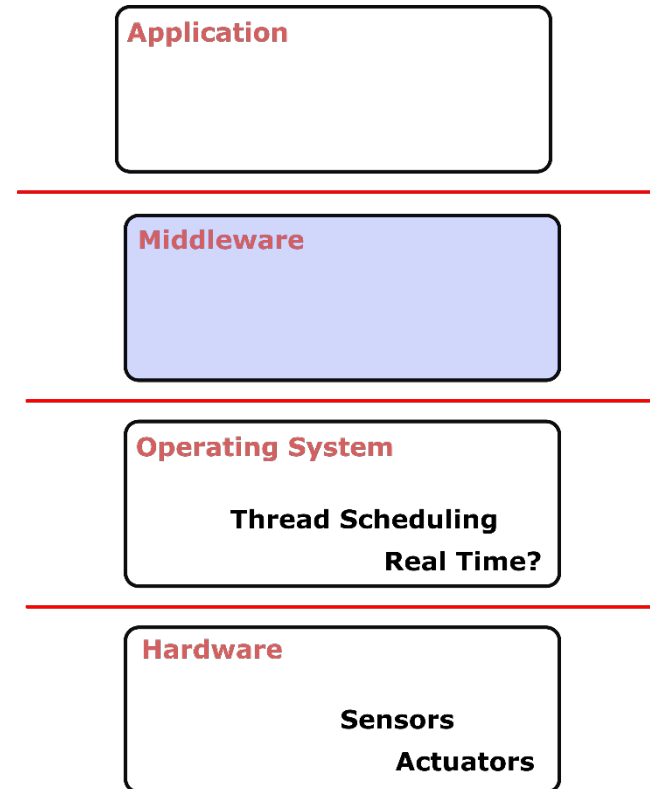 Application
Middleware
Operating System
Thread Scheduling
Real Time?
Hardware
Sensors
Actuators